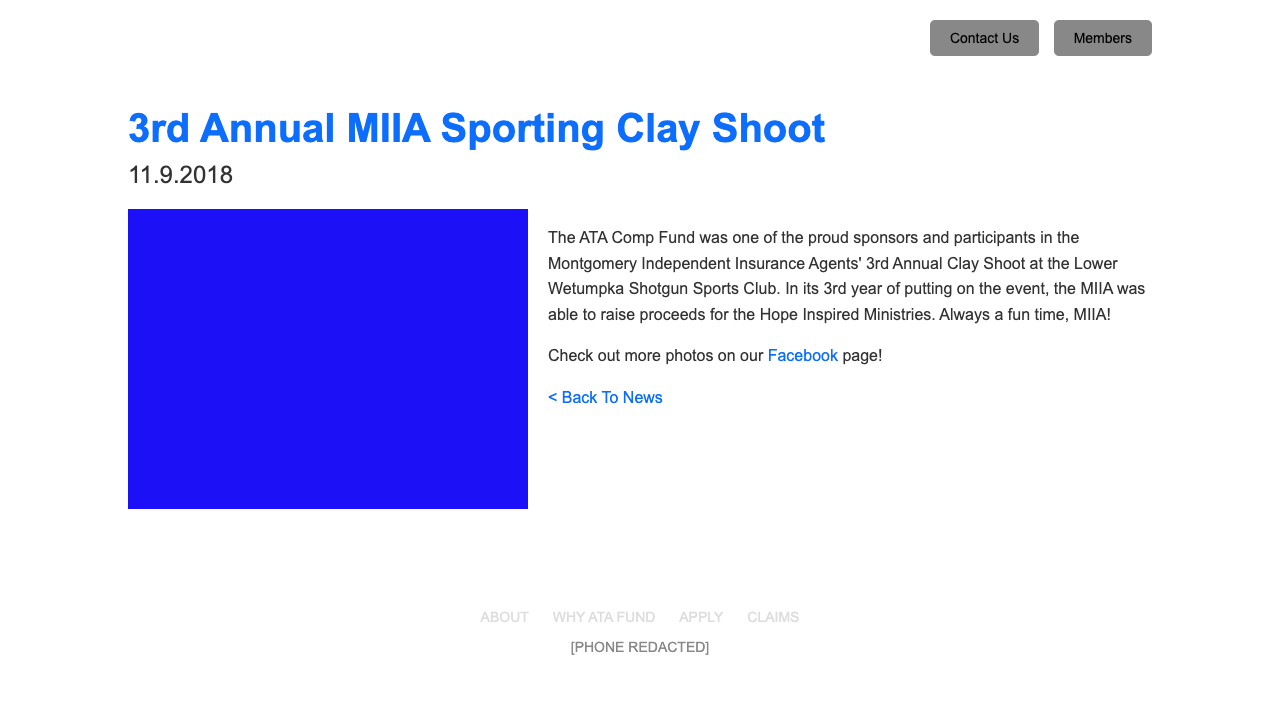 Contact Us
Members
3rd Annual MIIA Sporting Clay Shoot
11.9.2018
The ATA Comp Fund was one of the proud sponsors and participants in the
Montgomery Independent Insurance Agents' 3rd Annual Clay Shoot at the Lower
Wetumpka Shotgun Sports Club. In its 3rd year of putting on the event, the MIIA was
able to raise proceeds for the Hope Inspired Ministries. Always a fun time, MIIA!
Check out more photos on our Facebook page!
< Back To News
ABOUT WHY ATA FUND APPLY CLAIMS
[PHONE REDACTED]